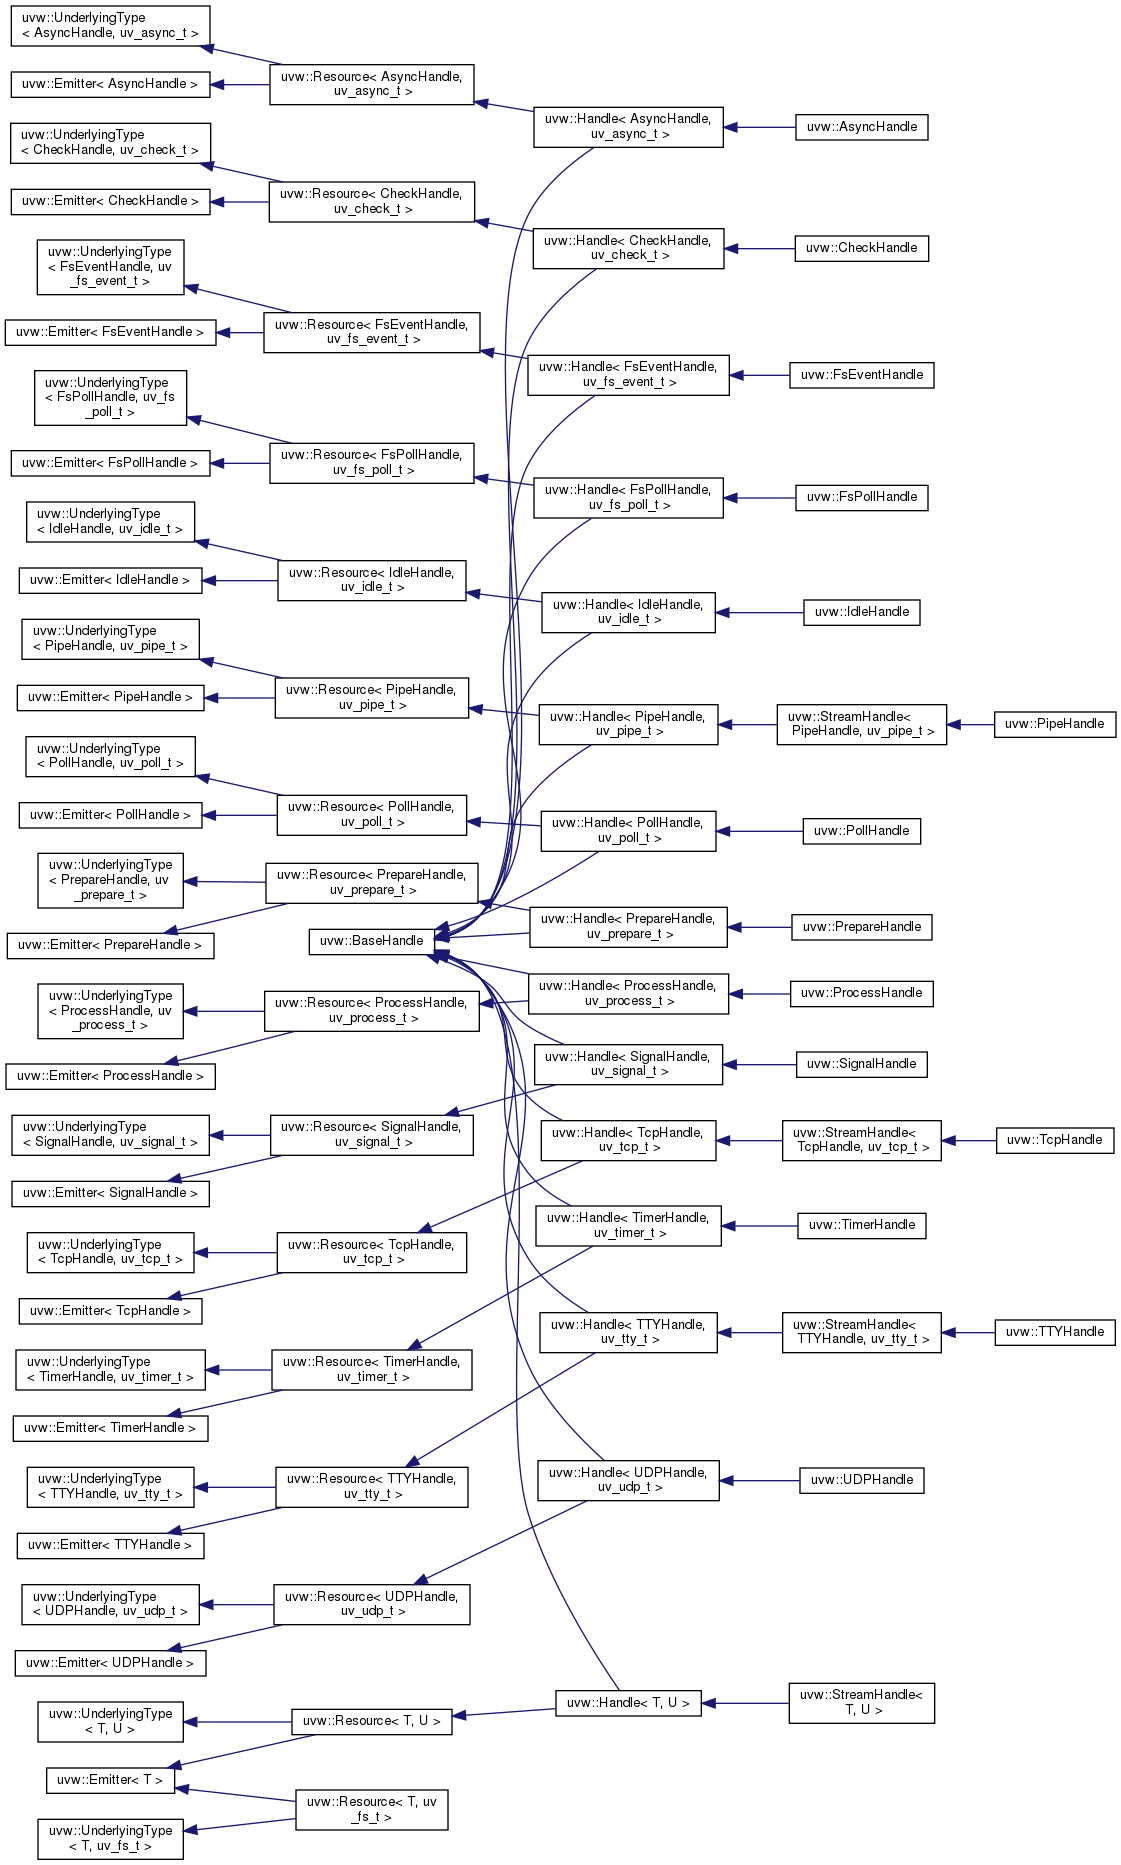 uvw::UnderlyingType
< AsyncHandle, uv_async_t >
uvw::Emitter< AsyncHandle >
uvw::Resource< AsyncHandle,
uv_async_t >
uvw::Handle< AsyncHandle,
uv_async_t >
uvw::AsyncHandle
uvw::UnderlyingType
< CheckHandle, uv_check_t >
uvw::Emitter< CheckHandle >
uvw::Resource< CheckHandle,
uv_check_t >
uvw::Handle< CheckHandle,
uv_check_t >
uvw::CheckHandle
uvw::UnderlyingType
< FsEventHandle, uv
_fs_event_t >
uvw::Emitter< FsEventHandle >
uvw::Resource< FsEventHandle,
uv_fs_event_t >
uvw::Handle< FsEventHandle,
uv_fs_event_t >
uvw::FsEventHandle
uvw::UnderlyingType
< FsPollHandle, uv_fs
_poll_t >
uvw::Emitter< FsPollHandle >
uvw::Resource< FsPollHandle,
uv_fs_poll_t >
uvw::Handle< FsPollHandle,
uv_fs_poll_t >
uvw::FsPollHandle
uvw::UnderlyingType
< IdleHandle, uv_idle_t >
uvw::Emitter< IdleHandle >
uvw::Resource< IdleHandle,
uv_idle_t >
uvw::Handle< IdleHandle,
uv_idle_t >
uvw::IdleHandle
uvw::UnderlyingType
< PipeHandle, uv_pipe_t >
uvw::Emitter< PipeHandle >
uvw::Resource< PipeHandle,
uv_pipe_t >
uvw::Handle< PipeHandle,
uv_pipe_t >
uvw::StreamHandle<
PipeHandle, uv_pipe_t >
uvw::PipeHandle
uvw::UnderlyingType
< PollHandle, uv_poll_t >
uvw::Emitter< PollHandle >
uvw::Resource< PollHandle,
uv_poll_t >
uvw::Handle< PollHandle,
uv_poll_t >
uvw::PollHandle
uvw::UnderlyingType
< PrepareHandle, uv
_prepare_t >
uvw::Emitter< PrepareHandle >
uvw::Resource< PrepareHandle,
uv_prepare_t >
uvw::BaseHandle
uvw::Handle< PrepareHandle,
uv_prepare_t >
uvw::PrepareHandle
uvw::UnderlyingType
< ProcessHandle, uv
_process_t >
uvw::Emitter< ProcessHandle >
uvw::Resource< ProcessHandle,
uv_process_t >
uvw::Handle< ProcessHandle,
uv_process_t >
uvw::ProcessHandle
uvw::UnderlyingType
< SignalHandle, uv_signal_t >
uvw::Emitter< SignalHandle >
uvw::Resource< SignalHandle,
uv_signal_t >
uvw::Handle< SignalHandle,
uv_signal_t >
uvw::SignalHandle
uvw::UnderlyingType
< TcpHandle, uv_tcp_t >
uvw::Emitter< TcpHandle >
uvw::Resource< TcpHandle,
uv_tcp_t >
uvw::Handle< TcpHandle,
uv_tcp_t >
uvw::StreamHandle<
TcpHandle, uv_tcp_t >
uvw::TcpHandle
uvw::UnderlyingType
< TimerHandle, uv_timer_t >
uvw::Emitter< TimerHandle >
uvw::Resource< TimerHandle,
uv_timer_t >
uvw::Handle< TimerHandle,
uv_timer_t >
uvw::TimerHandle
uvw::UnderlyingType
< TTYHandle, uv_tty_t >
uvw::Emitter< TTYHandle >
uvw::Resource< TTYHandle,
uv_tty_t >
uvw::Handle< TTYHandle,
uv_tty_t >
uvw::StreamHandle<
TTYHandle, uv_tty_t >
uvw::TTYHandle
uvw::UnderlyingType
< UDPHandle, uv_udp_t >
uvw::Emitter< UDPHandle >
uvw::Resource< UDPHandle,
uv_udp_t >
uvw::Handle< UDPHandle,
uv_udp_t >
uvw::UDPHandle
uvw::UnderlyingType
< T, U >
uvw::Emitter< T >
uvw::Resource< T, U >
uvw::Handle< T, U >
uvw::StreamHandle<
T, U >
uvw::UnderlyingType
< T, uv_fs_t >
uvw::Resource< T, uv
_fs_t >